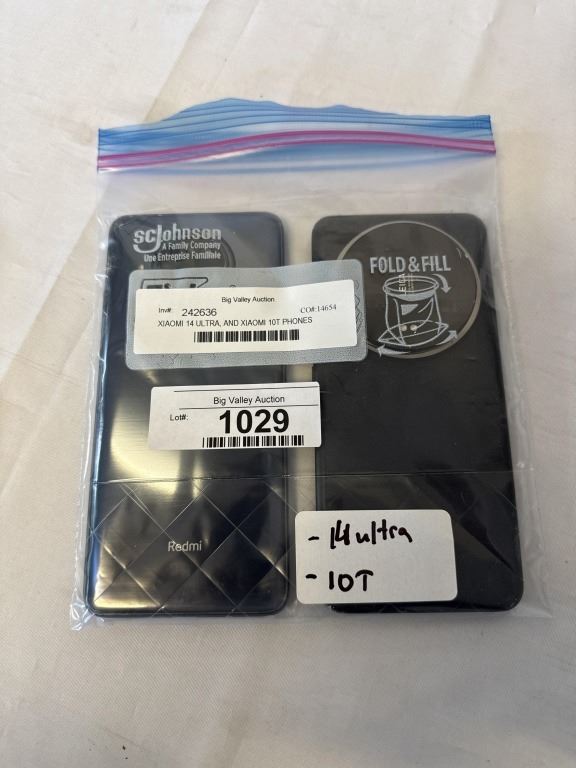 scJohnson
A Family Company
Une Entreprise Familiale
FOLD & FILL
LEICA
Big Valley Auction
Inv#: 242636 CO#:14654
XIAOMI 14 ULTRA, AND XIAOMI 10T PHONES
Big Valley Auction
Lot#: 1029
Redmi
- 14 ultra
- 10T